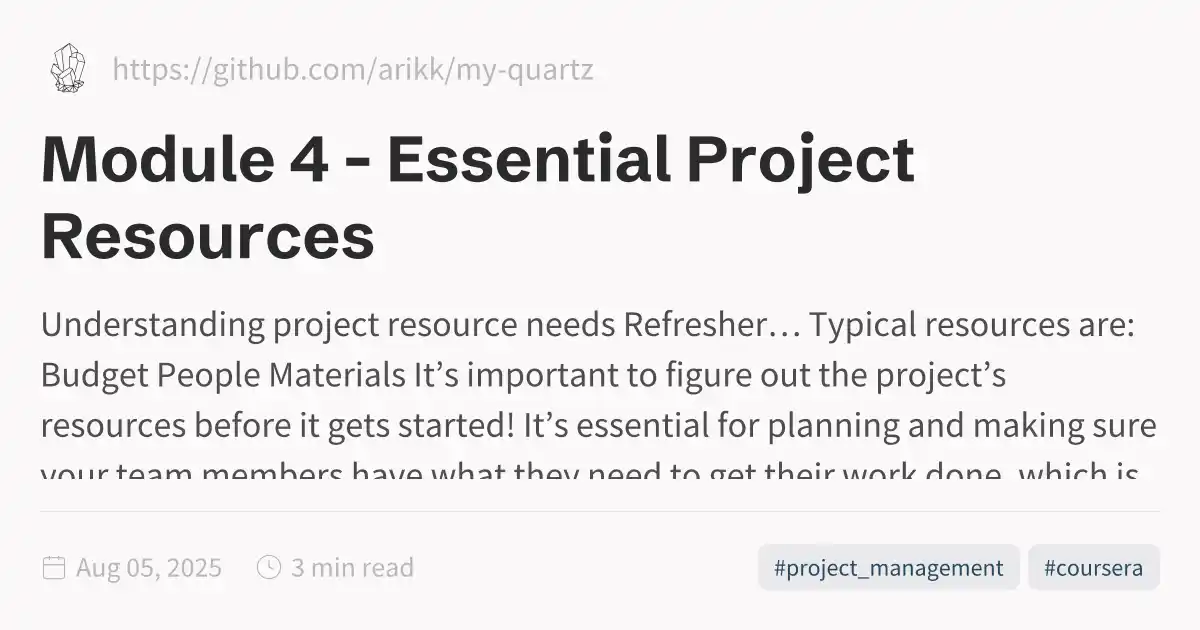 https://github.com/arikk/my-quartz
Module 4 - Essential Project
Resources
Understanding project resource needs Refresher… Typical resources are:
Budget People Materials It’s important to figure out the project’s
resources before it gets started! It’s essential for planning and making sure
your team members have what they need to get their work done, which is
Aug 05, 2025
3 min read
#project_management
#coursera